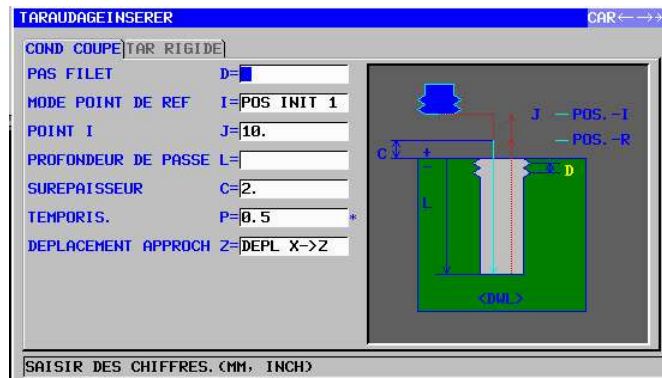 TARAUDAGEINSERER CAR←→→
COND COUPE TAR RIGIDE
PAS FILET D=
MODE POINT DE REF I=POS INIT 1
POINT I J=10.
PROFONDEUR DE PASSE L=
SUREPAISSEUR C=2.
TEMPORIS. P=0.5 *
DEPLACEMENT APPROCH Z=DEPL X->Z
J POS.-I
POS.-R
C + -
D
L
<DWL>
SAISIR DES CHIFFRES.(MM, INCH)